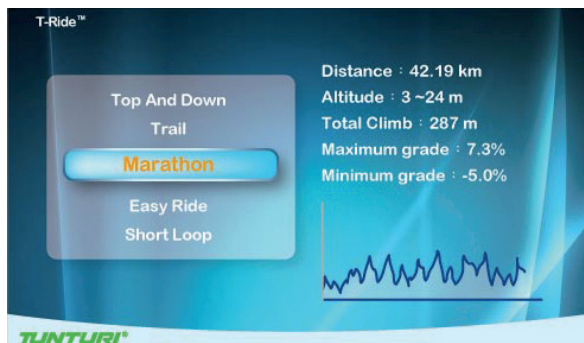 T-Ride™
Top And Down
Trail
Marathon
Easy Ride
Short Loop
Distance : 42.19 km
Altitude : 3 ~24 m
Total Climb : 287 m
Maximum grade : 7.3%
Minimum grade : -5.0%
TUNTURI®